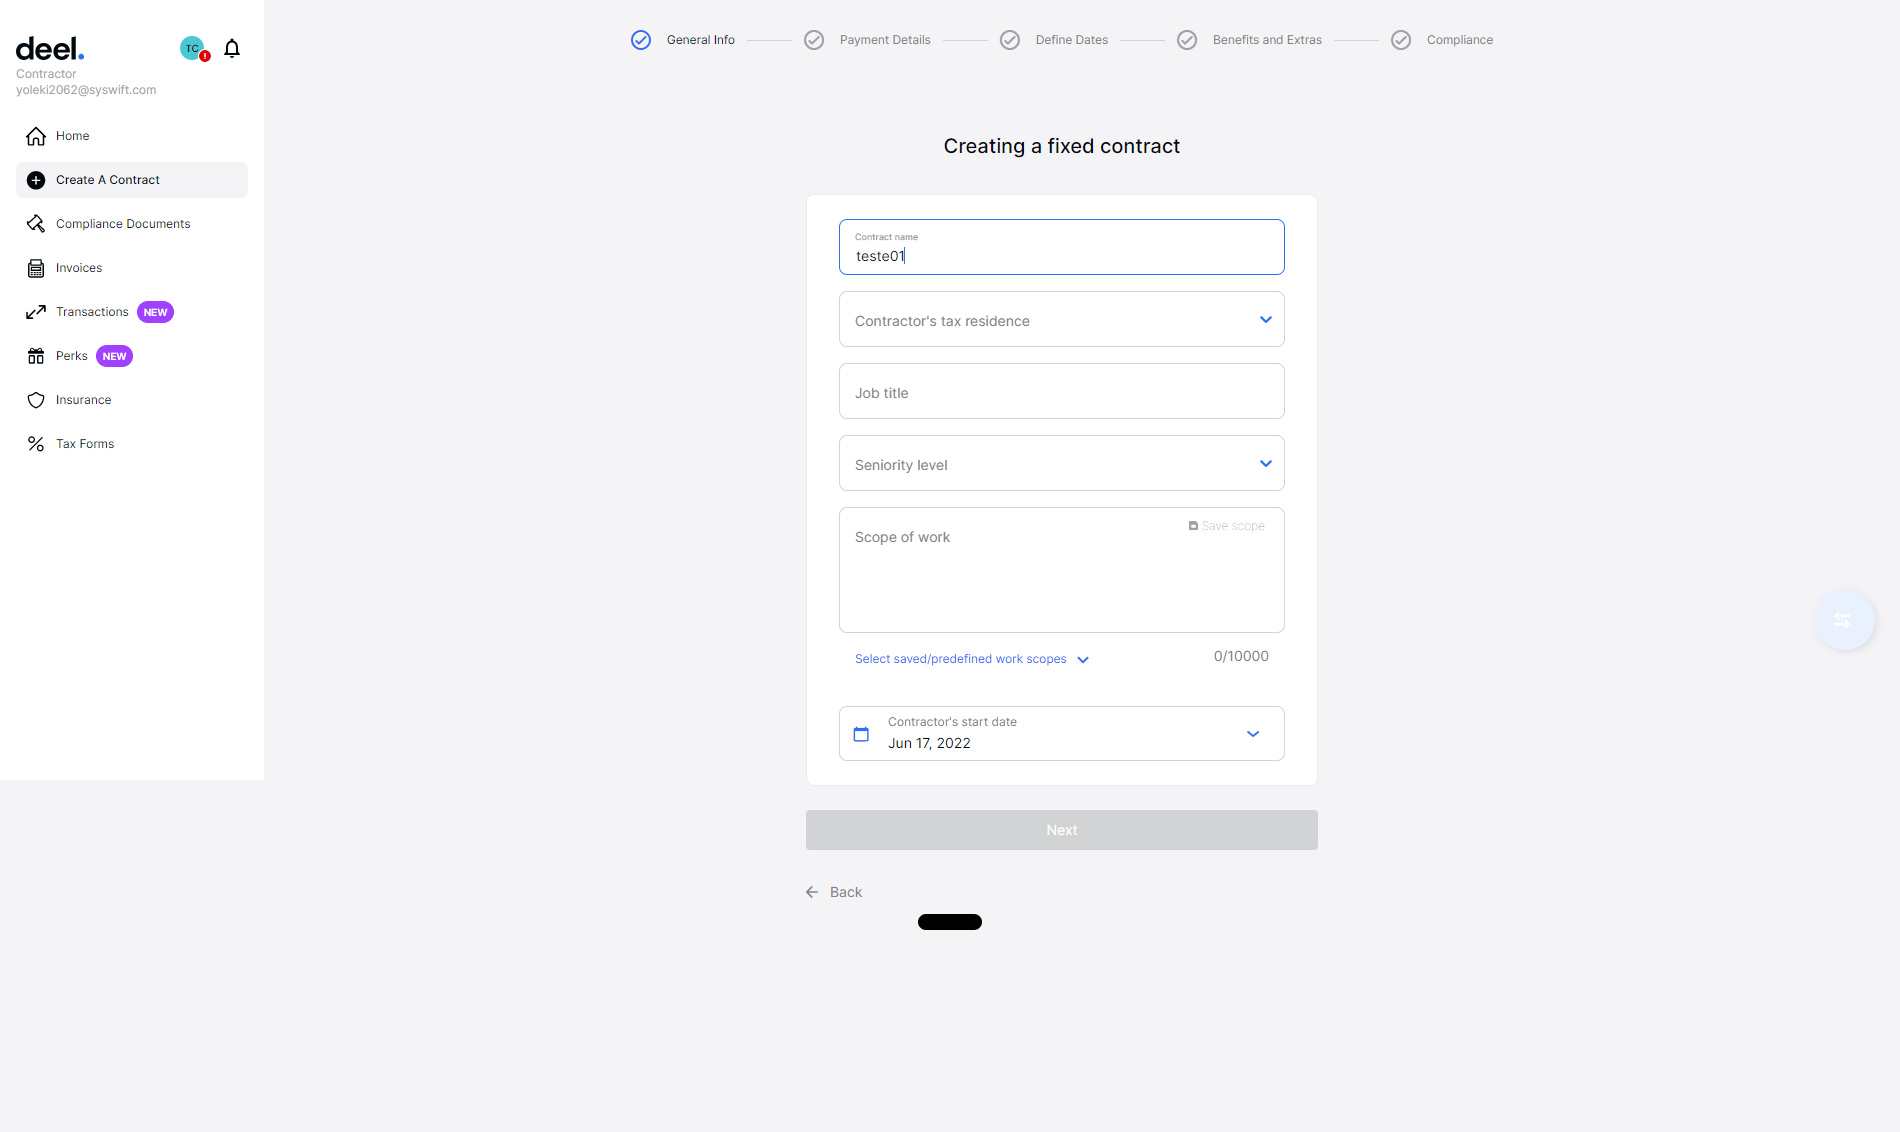 deel.
TC
Contractor
yoleki2062@syswift.com
Home
Create A Contract
Compliance Documents
Invoices
Transactions NEW
Perks NEW
Insurance
Tax Forms
General Info Payment Details Define Dates Benefits and Extras Compliance
Creating a fixed contract
Contract name
teste01
Contractor's tax residence
Job title
Seniority level
Save scope
Scope of work
Select saved/predefined work scopes 0/10000
Contractor's start date
Jun 17, 2022
Next
Back